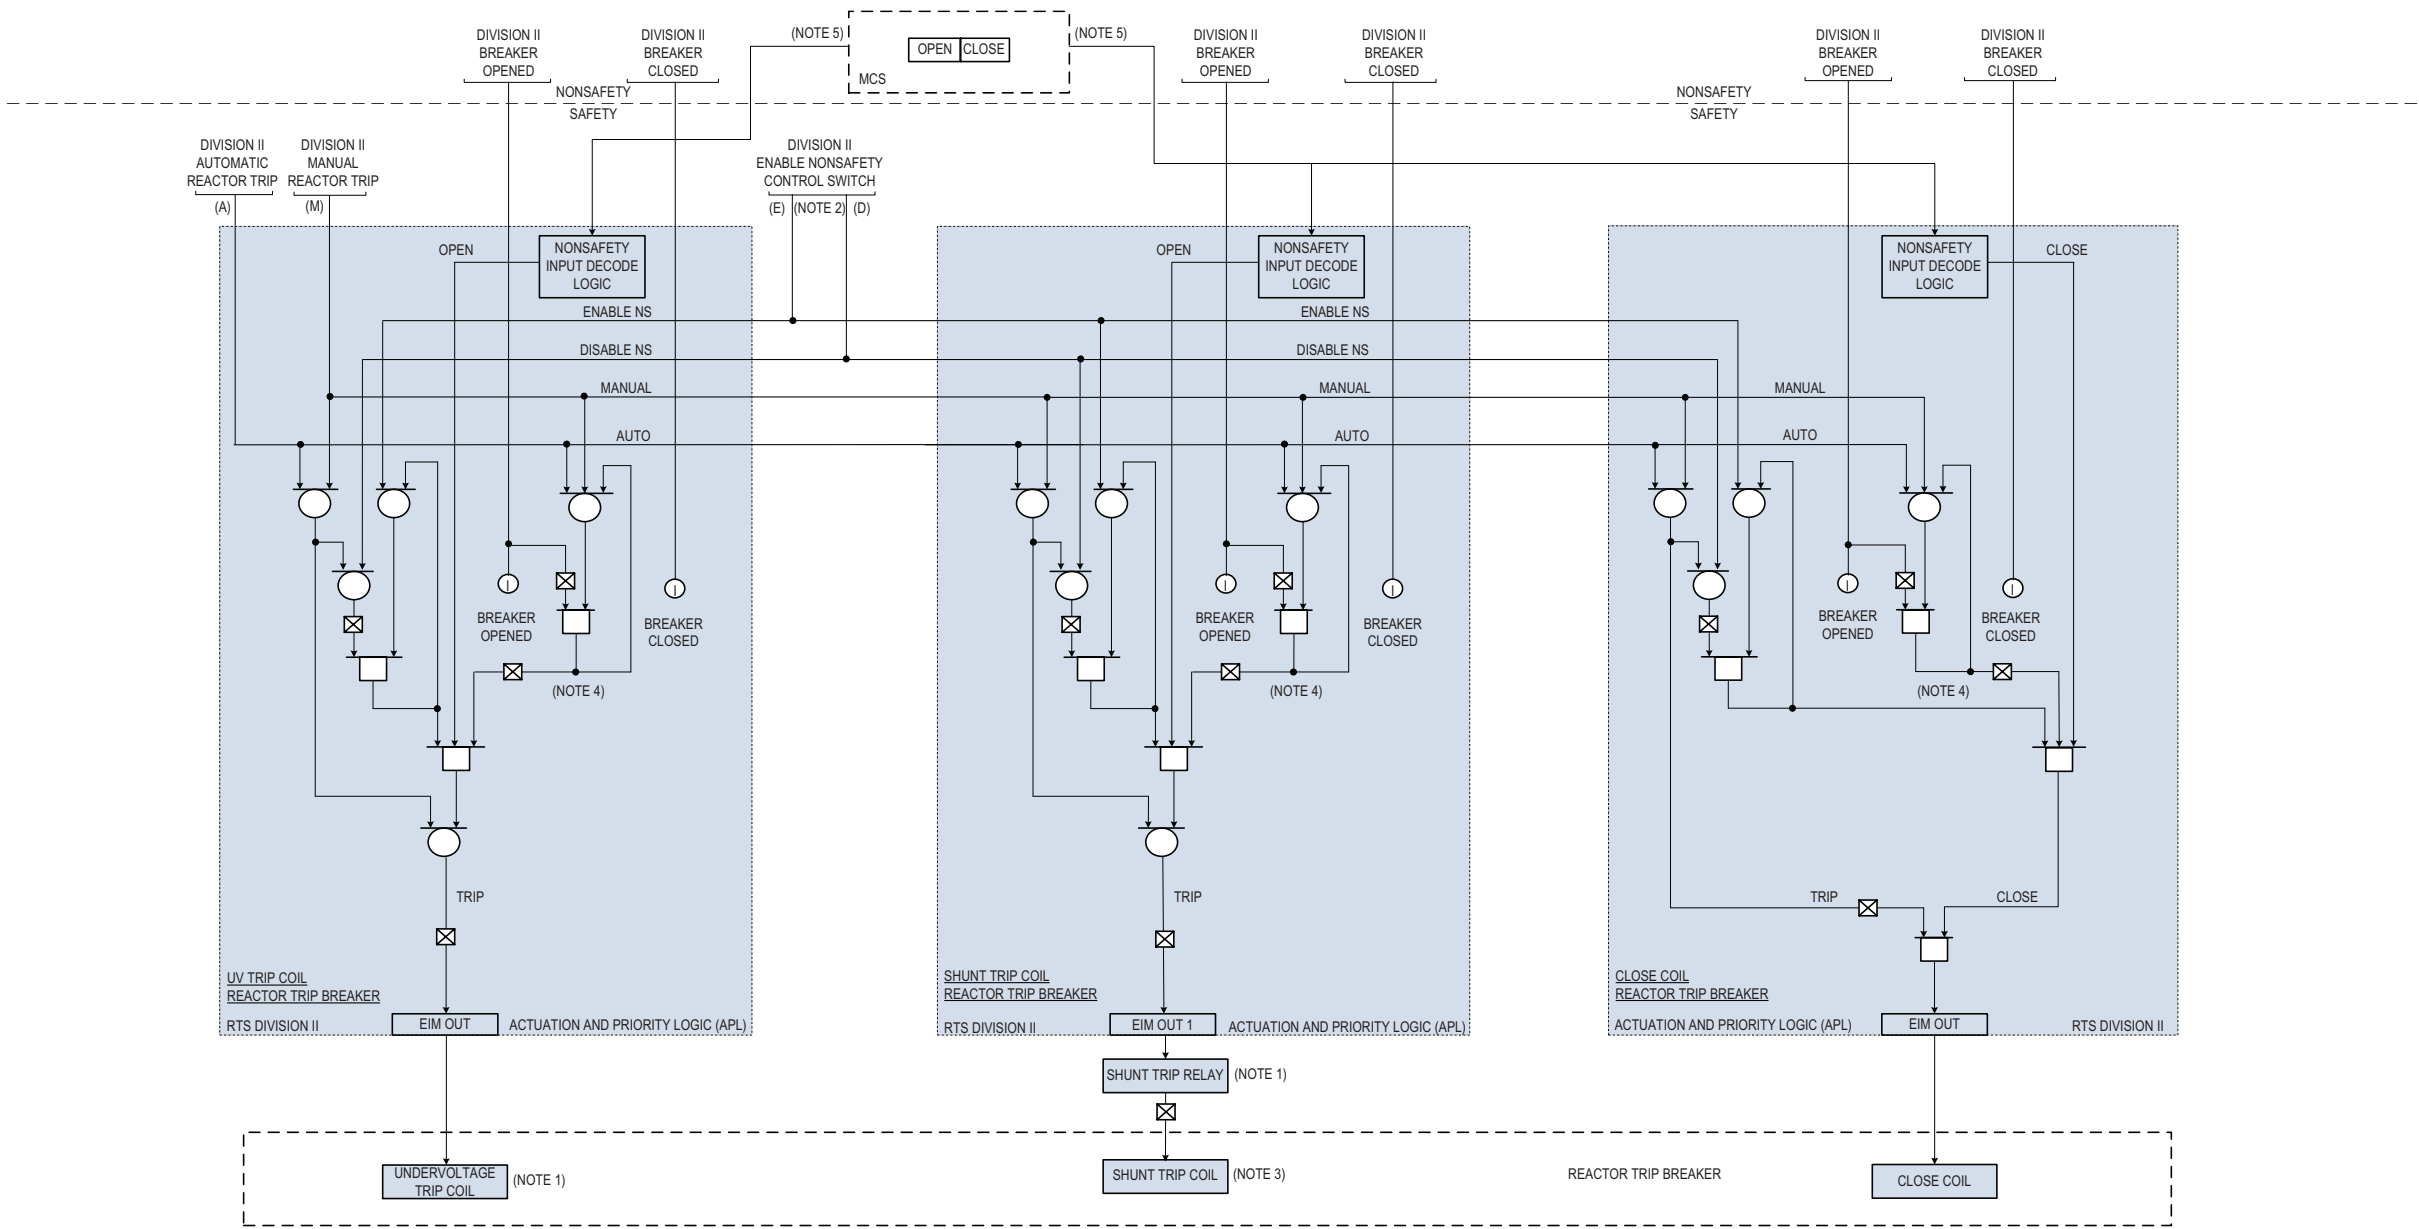 DIVISION II
BREAKER
OPENED
DIVISION II
BREAKER
CLOSED
(NOTE 5)
OPEN CLOSE
MCS
(NOTE 5)
DIVISION II
BREAKER
OPENED
DIVISION II
BREAKER
CLOSED
DIVISION II
BREAKER
OPENED
DIVISION II
BREAKER
CLOSED
NONSAFETY
SAFETY
NONSAFETY
SAFETY
DIVISION II
AUTOMATIC
REACTOR TRIP
(A)
DIVISION II
MANUAL
REACTOR TRIP
(M)
DIVISION II
ENABLE NONSAFETY
CONTROL SWITCH
(E) (NOTE 2) (D)
OPEN
NONSAFETY
INPUT DECODE
LOGIC
ENABLE NS
DISABLE NS
MANUAL
AUTO
I
BREAKER
OPENED
I
BREAKER
CLOSED
(NOTE 4)
TRIP
UV TRIP COIL
REACTOR TRIP BREAKER
RTS DIVISION II
EIM OUT
ACTUATION AND PRIORITY LOGIC (APL)
OPEN
NONSAFETY
INPUT DECODE
LOGIC
ENABLE NS
DISABLE NS
MANUAL
AUTO
I
BREAKER
OPENED
I
BREAKER
CLOSED
(NOTE 4)
TRIP
SHUNT TRIP COIL
REACTOR TRIP BREAKER
RTS DIVISION II
EIM OUT 1
ACTUATION AND PRIORITY LOGIC (APL)
NONSAFETY
INPUT DECODE
LOGIC
CLOSE
MANUAL
AUTO
I
BREAKER
OPENED
I
BREAKER
CLOSED
(NOTE 4)
TRIP
CLOSE
CLOSE COIL
REACTOR TRIP BREAKER
ACTUATION AND PRIORITY LOGIC (APL)
EIM OUT
RTS DIVISION II
SHUNT TRIP RELAY
(NOTE 1)
UNDERVOLTAGE
TRIP COIL
(NOTE 1)
SHUNT TRIP COIL
(NOTE 3)
REACTOR TRIP BREAKER
CLOSE COIL